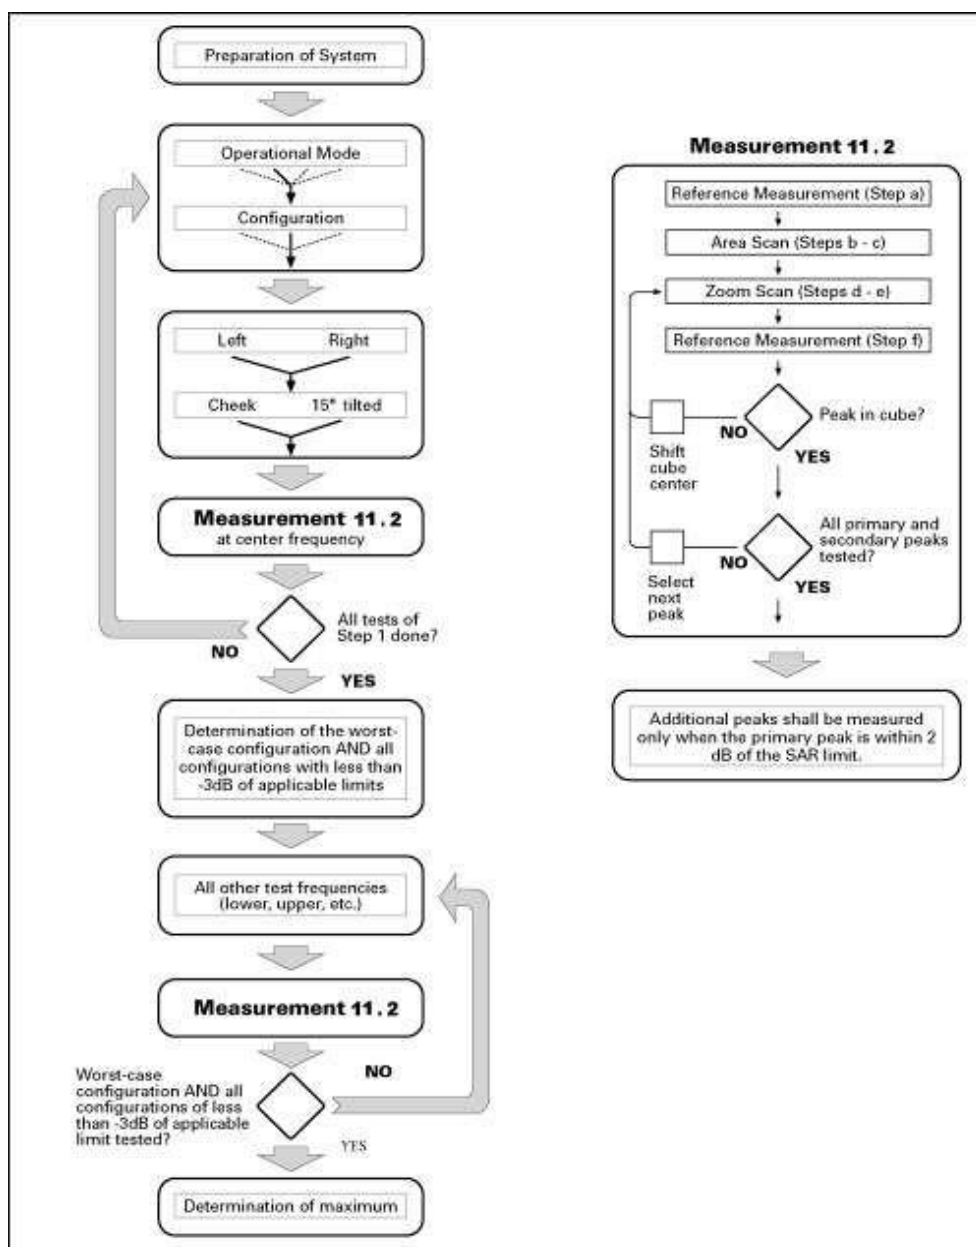 Preparation of System
Operational Mode
Configuration
Left Right
Cheek 15° tilted
Measurement 11.2
at center frequency
All tests of
Step 1 done?
NO
YES
Determination of the worst-
case configuration AND all
configurations with less than
-3dB of applicable limits
All other test frequencies
(lower, upper, etc.)
Measurement 11.2
NO
Worst-case
configuration AND all
configurations of less
than -3dB of applicable
limit tested?
YES
Determination of maximum
Measurement 11.2
Reference Measurement (Step a)
Area Scan (Steps b - c)
Zoom Scan (Steps d - e)
Reference Measurement (Step f)
Peak in cube?
NO
Shift
cube
center
YES
All primary and
secondary peaks
tested?
NO
Select
next
peak
YES
Additional peaks shall be measured
only when the primary peak is within 2
dB of the SAR limit.